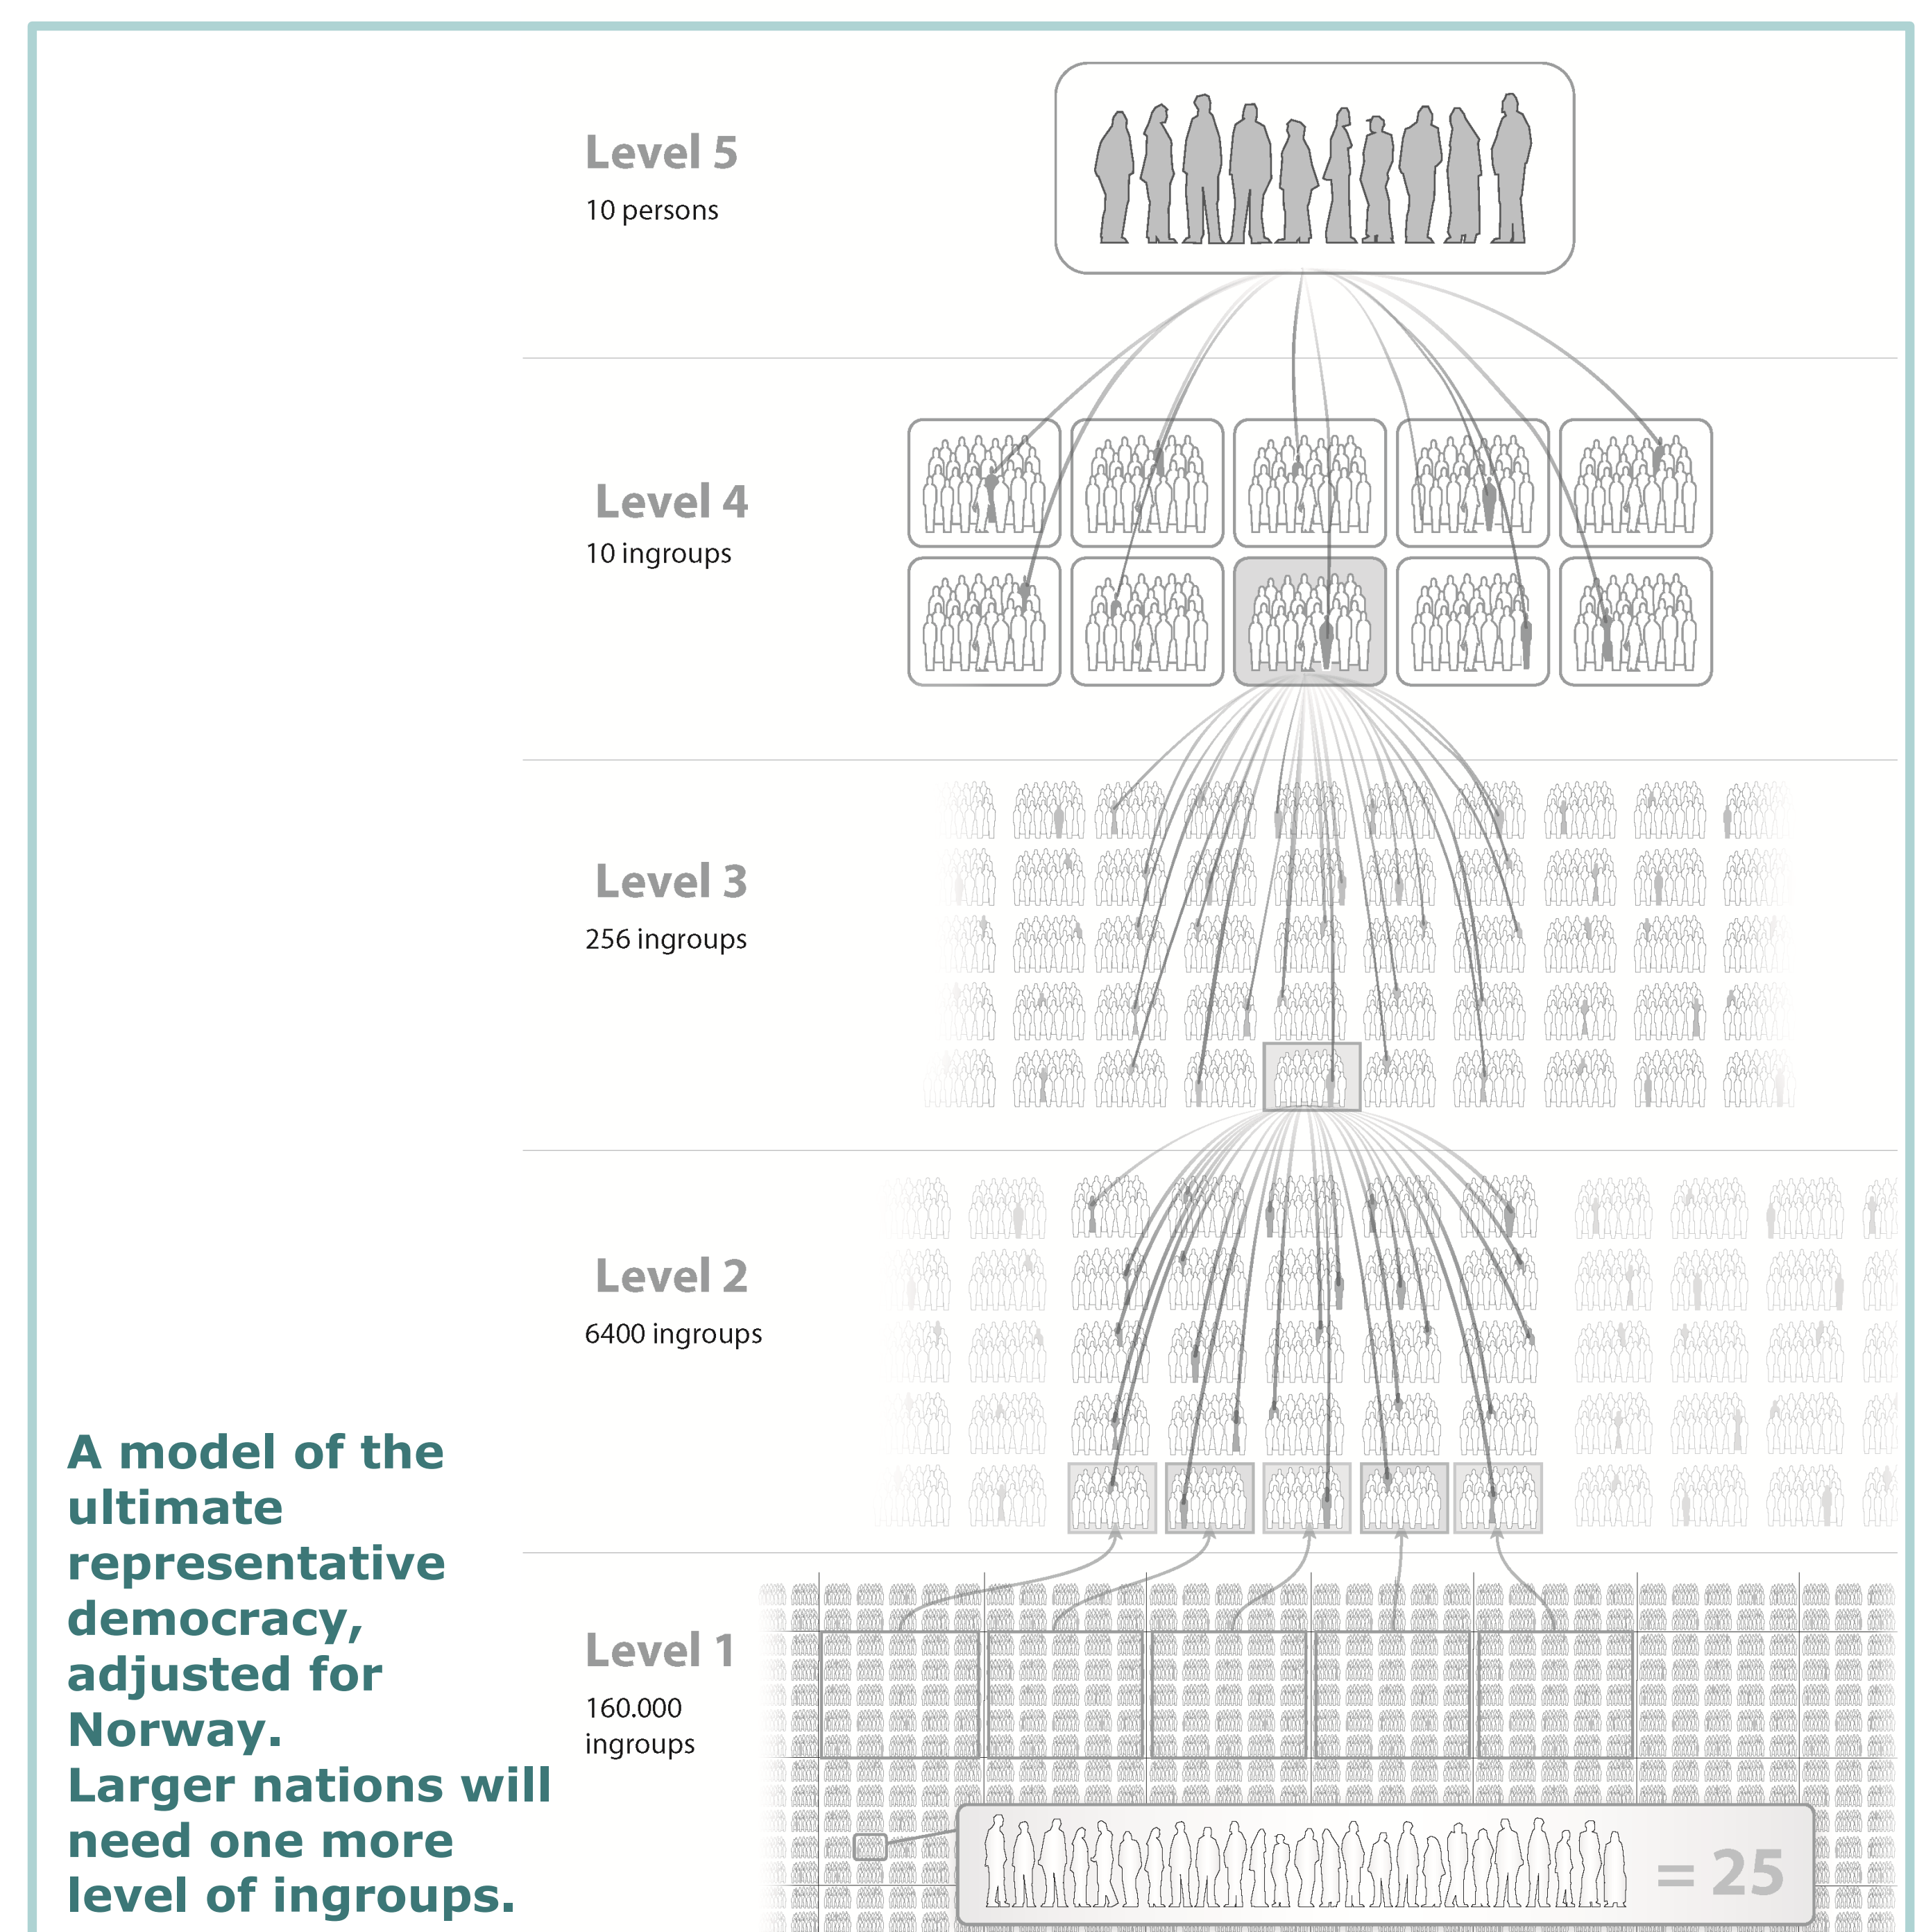 Level 5
10 persons
Level 4
10 ingroups
Level 3
256 ingroups
Level 2
6400 ingroups
Level 1
160.000
ingroups
= 25
A model of the
ultimate
representative
democracy,
adjusted for
Norway.
Larger nations will
need one more
level of ingroups.